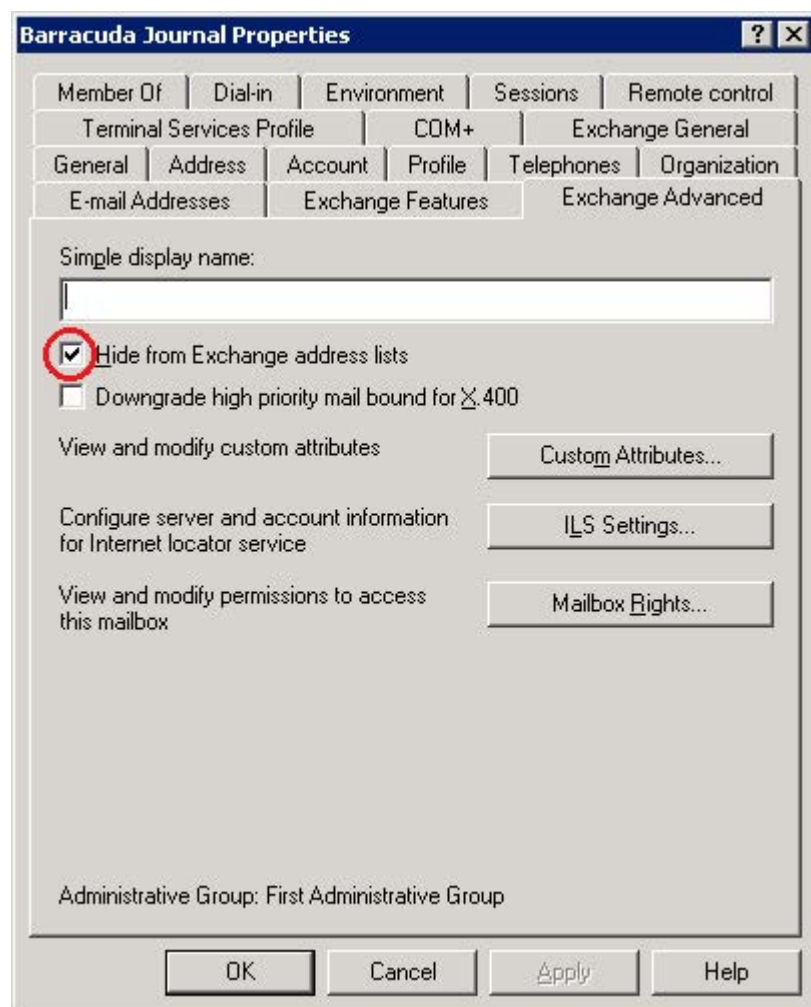 Barracuda Journal Properties
Member Of Dial-in Environment Sessions Remote control
Terminal Services Profile COM+ Exchange General
General Address Account Profile Telephones Organization
E-mail Addresses Exchange Features Exchange Advanced
Simple display name:
Hide from Exchange address lists
Downgrade high priority mail bound for X.400
View and modify custom attributes
Custom Attributes...
Configure server and account information
for Internet locator service
ILS Settings...
View and modify permissions to access
this mailbox
Mailbox Rights...
Administrative Group: First Administrative Group
OK Cancel Apply Help